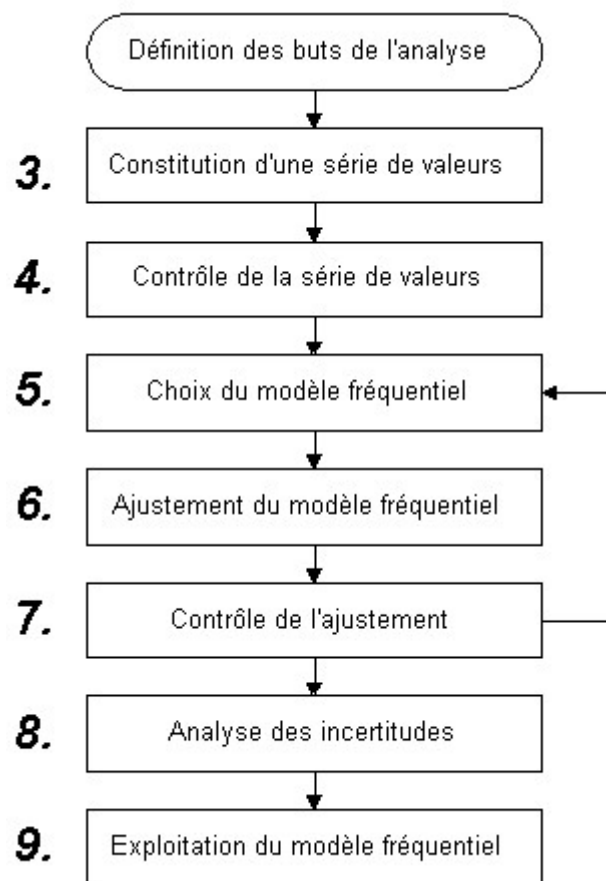 Définition des buts de l'analyse
3. Constitution d'une série de valeurs
4. Contrôle de la série de valeurs
5. Choix du modèle fréquentiel
6. Ajustement du modèle fréquentiel
7. Contrôle de l'ajustement
8. Analyse des incertitudes
9. Exploitation du modèle fréquentiel